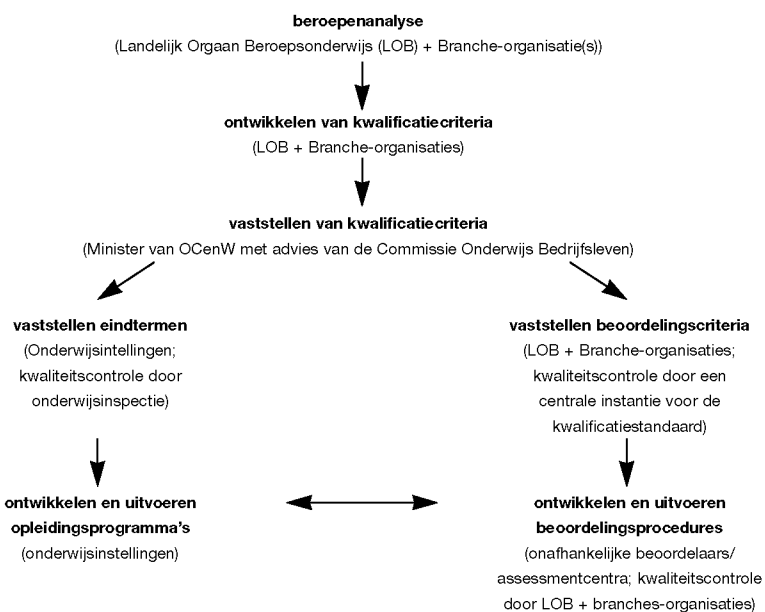 beroepenanalyse
(Landelijk Orgaan Beroepsonderwijs (LOB) + Branche-organisatie(s))
ontwikkelen van kwalificatiecriteria
(LOB + Branche-organisaties)
vaststellen van kwalificatiecriteria
(Minister van OCenW met advies van de Commissie Onderwijs Bedrijfsleven)
vaststellen eindtermen
(Onderwijsintellingen;
kwaliteitscontrole door
onderwijsinspectie)
vaststellen beoordelingscriteria
(LOB + Branche-organisaties;
kwaliteitscontrole door een
centrale instantie voor de
kwalificatiestandaard)
ontwikkelen en uitvoeren
opleidingsprogramma's
(onderwijsinstellingen)
ontwikkelen en uitvoeren
beoordelingsprocedures
(onafhankelijke beoordelaars/
assessmentcentra; kwaliteitscontrole
door LOB + branches-organisaties)